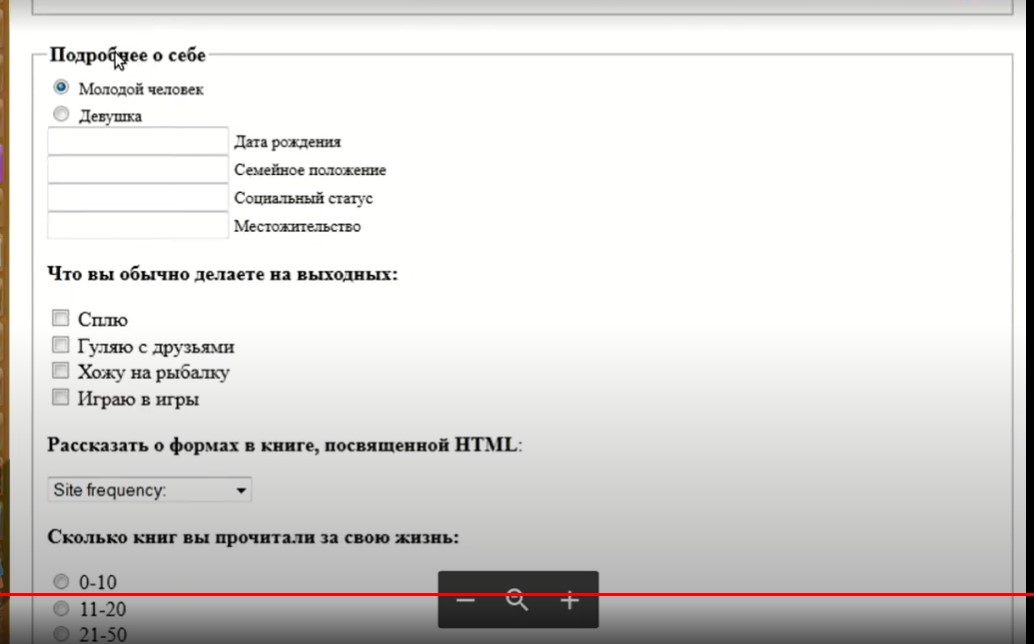 Подробнее о себе
Молодой человек
Девушка
Дата рождения
Семейное положение
Социальный статус
Местожительство
Что вы обычно делаете на выходных:
Сплю
Гуляю с друзьями
Хожу на рыбалку
Играю в игры
Рассказать о формах в книге, посвященной HTML:
Site frequency:
Сколько книг вы прочитали за свою жизнь:
0-10
11-20
21-50